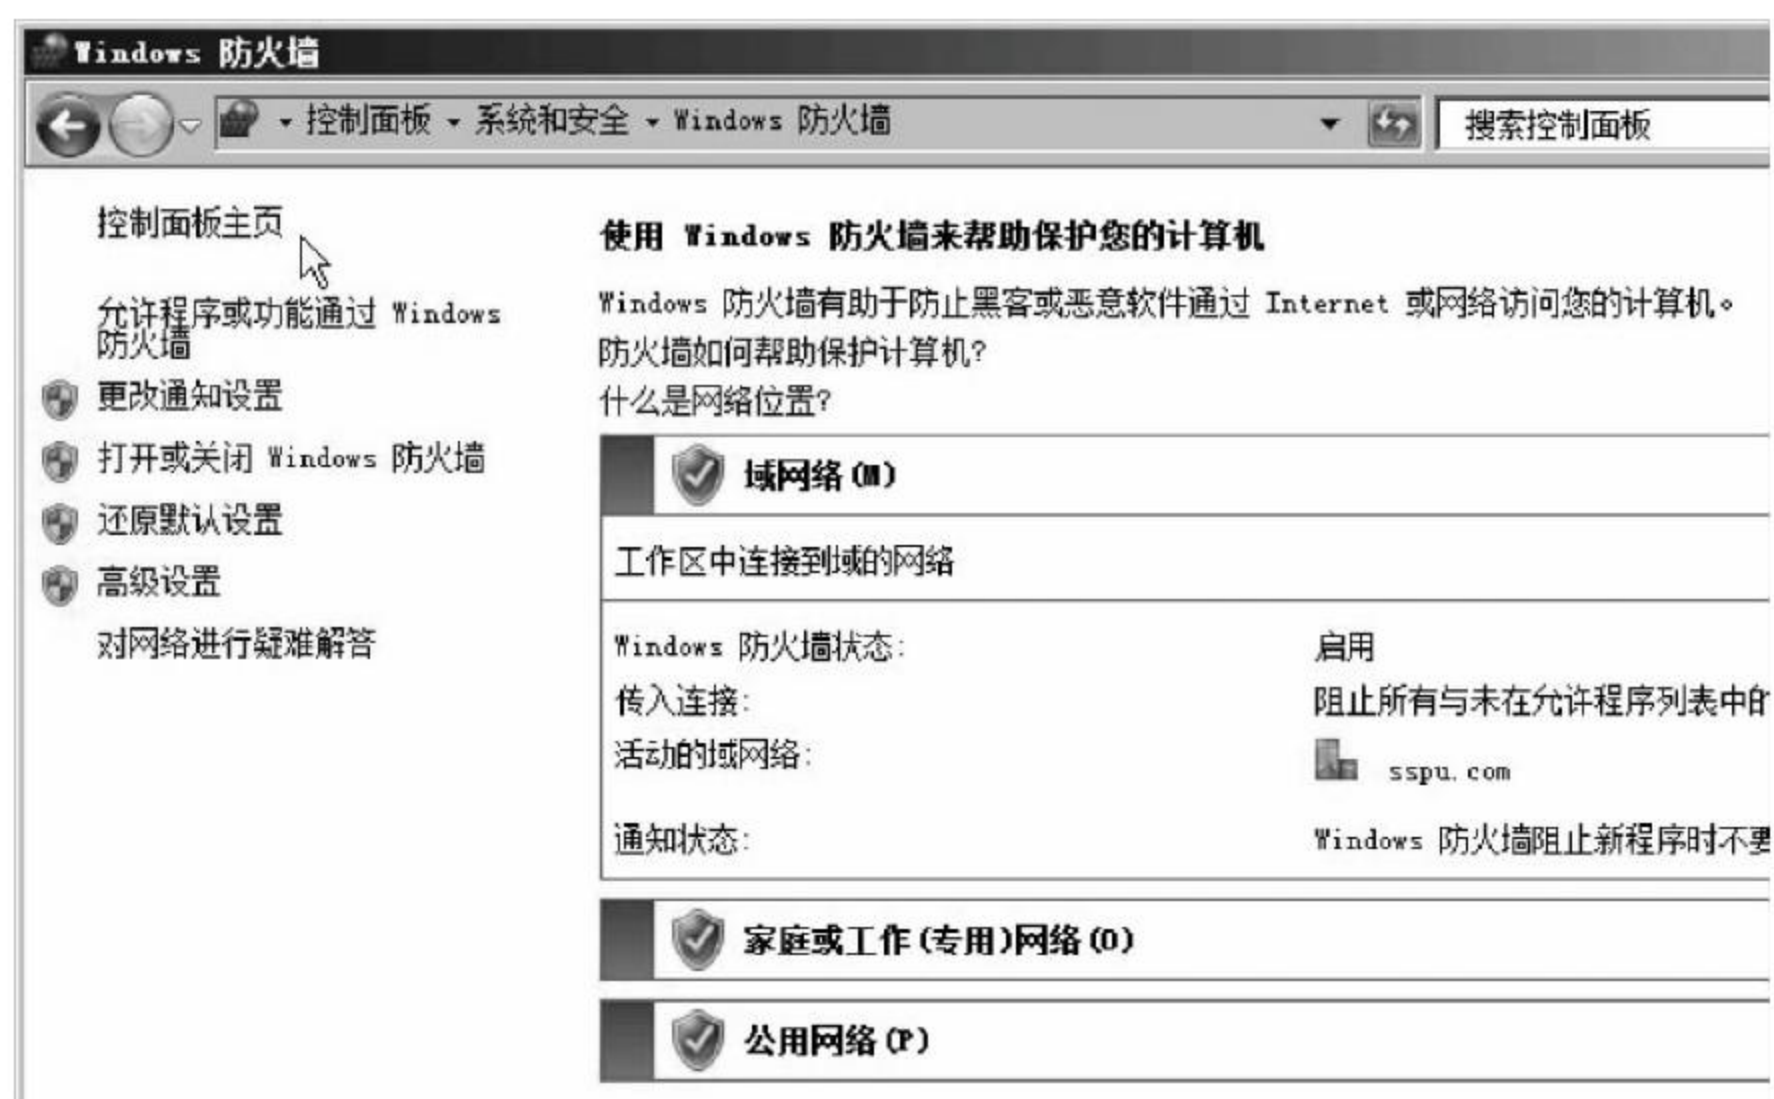 Windows 防火墙
控制面板 系统和安全 Windows 防火墙
搜索控制面板
控制面板主页
允许程序或功能通过 Windows
防火墙
更改通知设置
打开或关闭 Windows 防火墙
还原默认设置
高级设置
对网络进行疑难解答
使用 Windows 防火墙来帮助保护您的计算机
Windows 防火墙有助于防止黑客或恶意软件通过 Internet 或网络访问您的计算机。
防火墙如何帮助保护计算机?
什么是网络位置?
域网络(M)
工作区中连接到域的网络
Windows 防火墙状态: 启用
传入连接: 阻止所有与未在允许程序列表中的
活动的域网络: sspu.com
通知状态: Windows 防火墙阻止新程序时不要
家庭或工作(专用)网络(O)
公用网络(P)